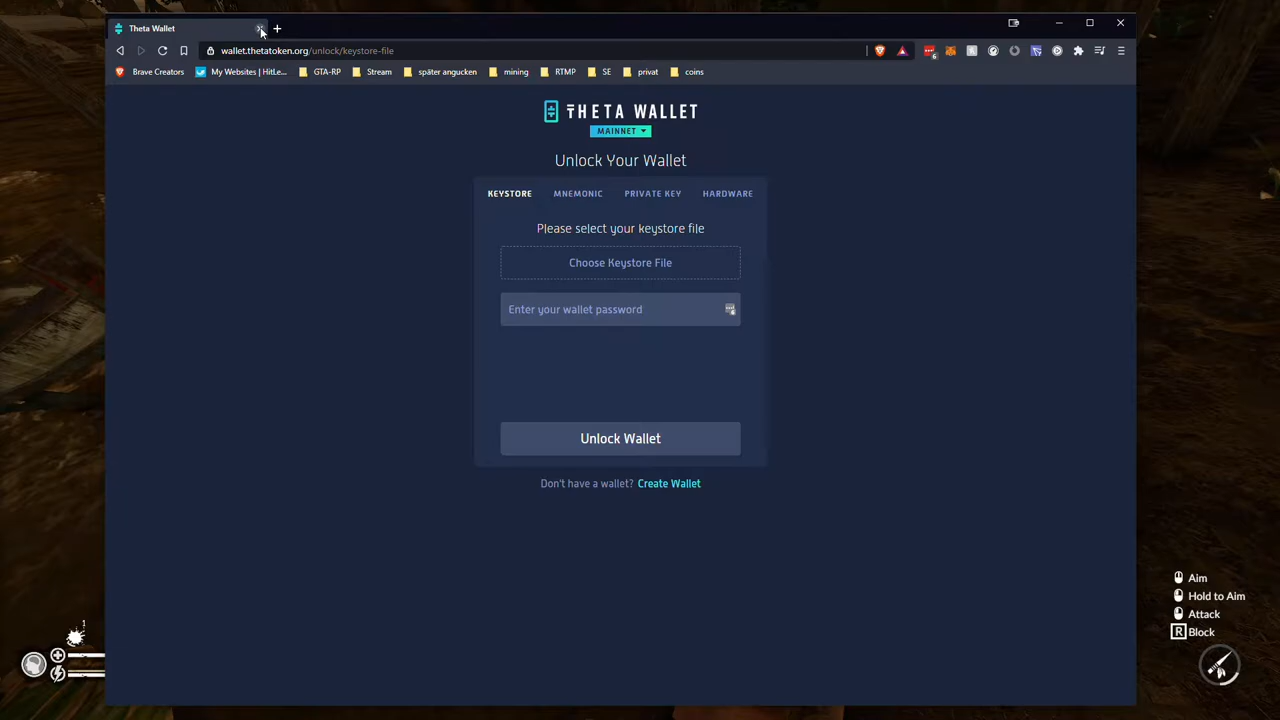 Theta Wallet
wallet.thetatoken.org/unlock/keystore-file
6
Brave Creators
My Websites | HitLe...
GTA-RP
Stream
später angucken
mining
RTMP
SE
privat
coins
THETA WALLET
MAINNET
Unlock Your Wallet
KEYSTORE MNEMONIC PRIVATE KEY HARDWARE
Please select your keystore file
Choose Keystore File
Enter your wallet password
Unlock Wallet
Don't have a wallet? Create Wallet
Aim
Hold to Aim
Attack
R Block
1